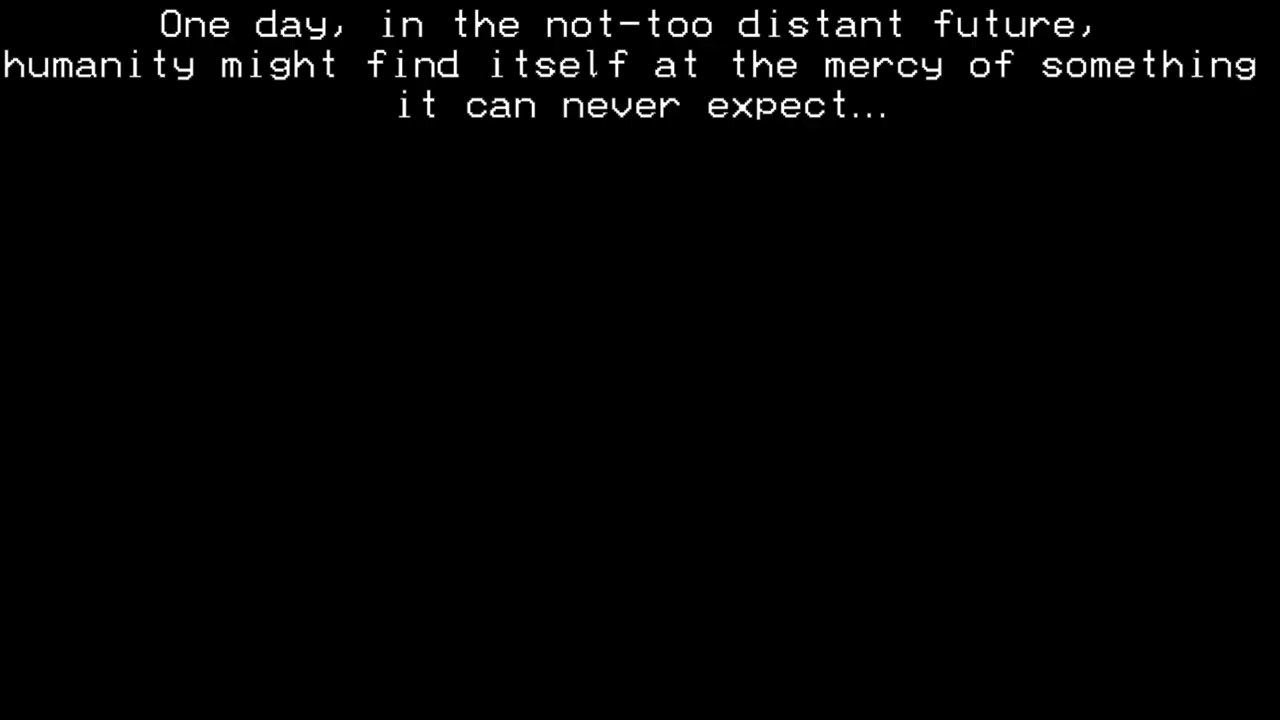 One day, in the not-too distant future,
humanity might find itself at the mercy of something
it can never expect...